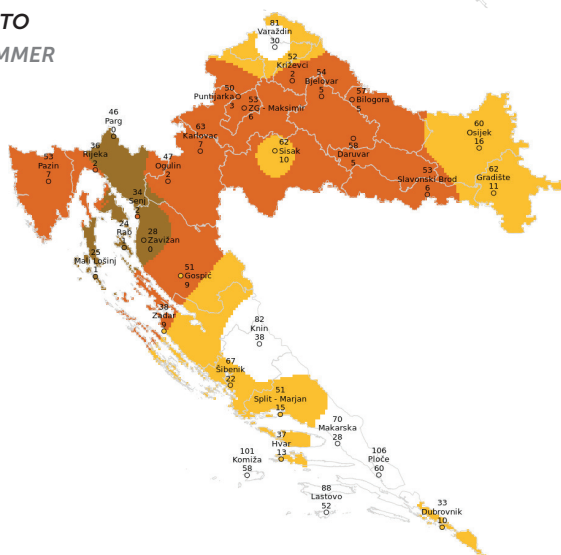 TO
MMER
81
Varaždin
30
52
Križevci
2
54
Bjelovar
5
50
Puntijarka
3
53
ZG - Maksimir
6
57
Bilogora
5
46
Parg
0
36
Rijeka
2
63
Karlovac
7
62
Sisak
10
58
Daruvar
5
60
Osijek
16
53
Pazin
7
47
Ogulin
2
53
Slavonski-Brod
6
62
Gradište
11
34
Senj
2
24
Rab
28
Zavižan
0
25
Mali Lošinj
1
51
Gospić
9
38
Zadar
9
82
Knin
38
67
Šibenik
22
51
Split - Marjan
15
70
Makarska
28
37
Hvar
13
101
Komiža
58
106
Ploče
60
88
Lastovo
52
33
Dubrovnik
10